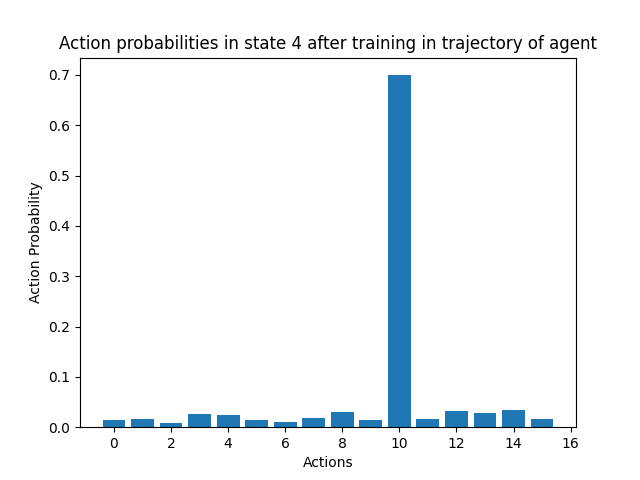 Action probabilities in state 4 after training in trajectory of agent
0.7
0.6
0.5
0.4
0.3
0.2
0.1
0.0
Action Probability
0 2 4 6 8 10 12 14 16
Actions